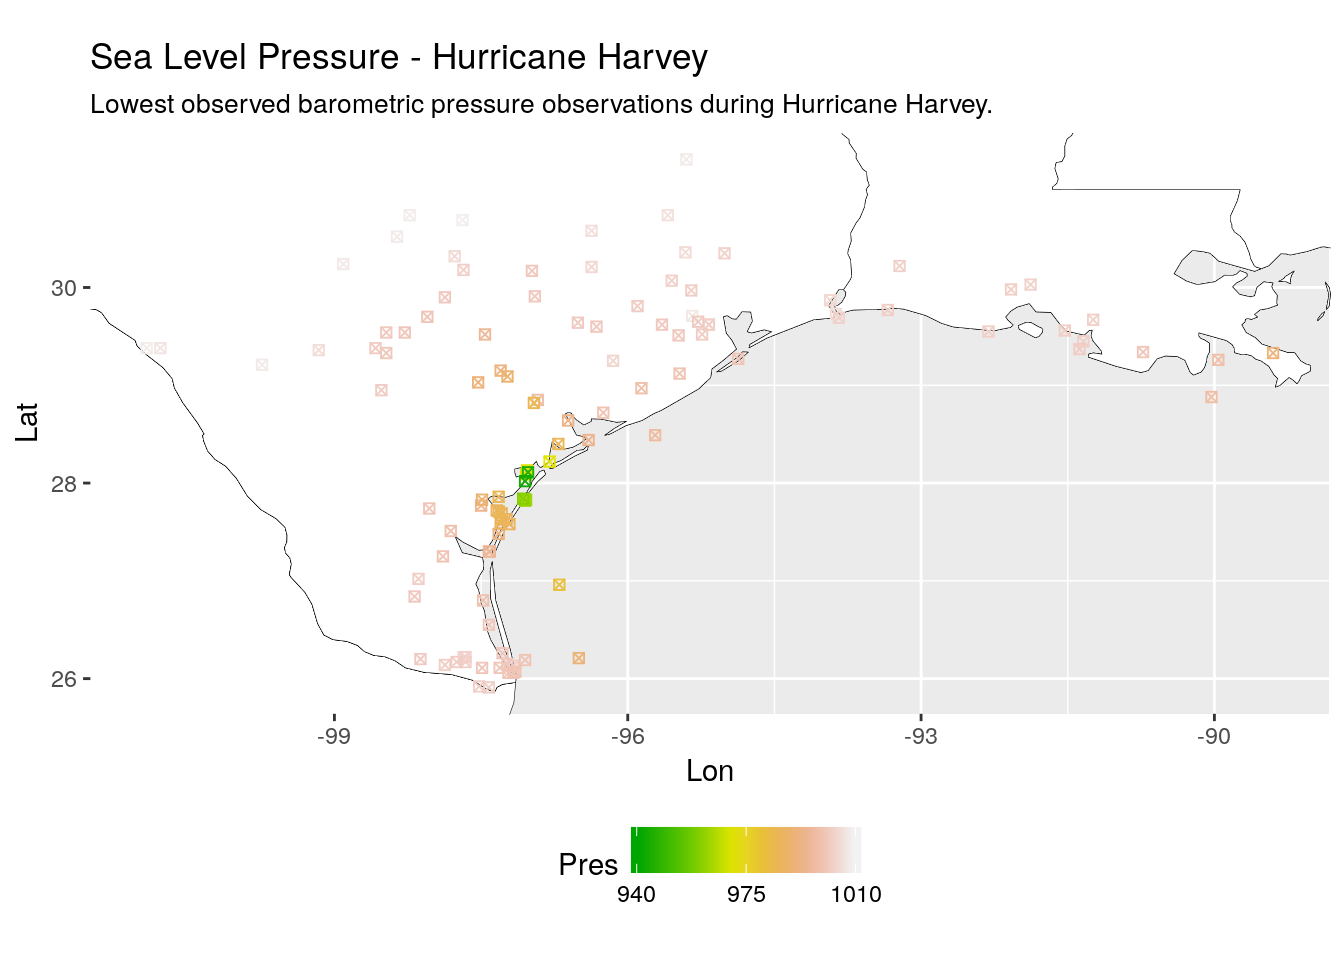 Sea Level Pressure - Hurricane Harvey
Lowest observed barometric pressure observations during Hurricane Harvey.
Lat
30
28
26
-99 -96 -93 -90
Lon
Pres
940 975 1010